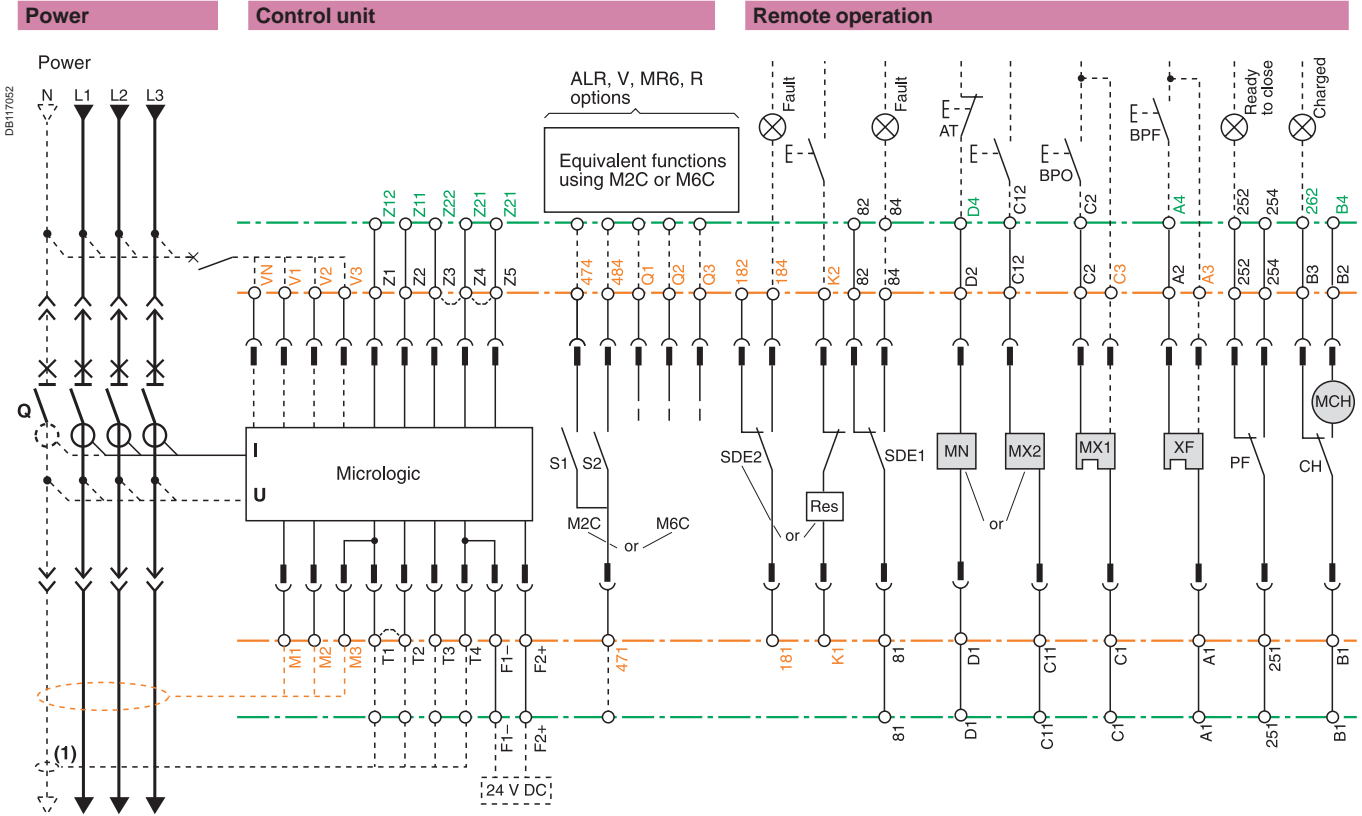 Power
Control unit
Remote operation
DB117052
Power
N L1 L2 L3
ALR, V, MR6, R
options
Equivalent functions
using M2C or M6C
Fault
Fault
AT
BPO
BPF
Ready
to close
Charged
Z12 Z11 Z22 Z21 Z21
82 84 D4 C12 C2 A4 252 254 262 B4
VN V1 V2 V3 Z1 Z2 Z3 Z4 Z5 474 484 Q1 Q2 Q3 182 184 K2 82 84 D2 C12 C2 C3 A2 A3 252 254 B3 B2
Q
I
U
Micrologic
S1 S2
M2C or M6C
SDE2
or
Res
SDE1
MN
or
MX2
MX1
XF
PF
CH
MCH
M1 M2 M3 T1 T2 T3 T4 F1– F2+ 471 181 K1 81 D1 C11 C1 A1 251 B1
F1– F2+ 81 D1 C11 C1 A1 251 B1
(1)
24 V DC